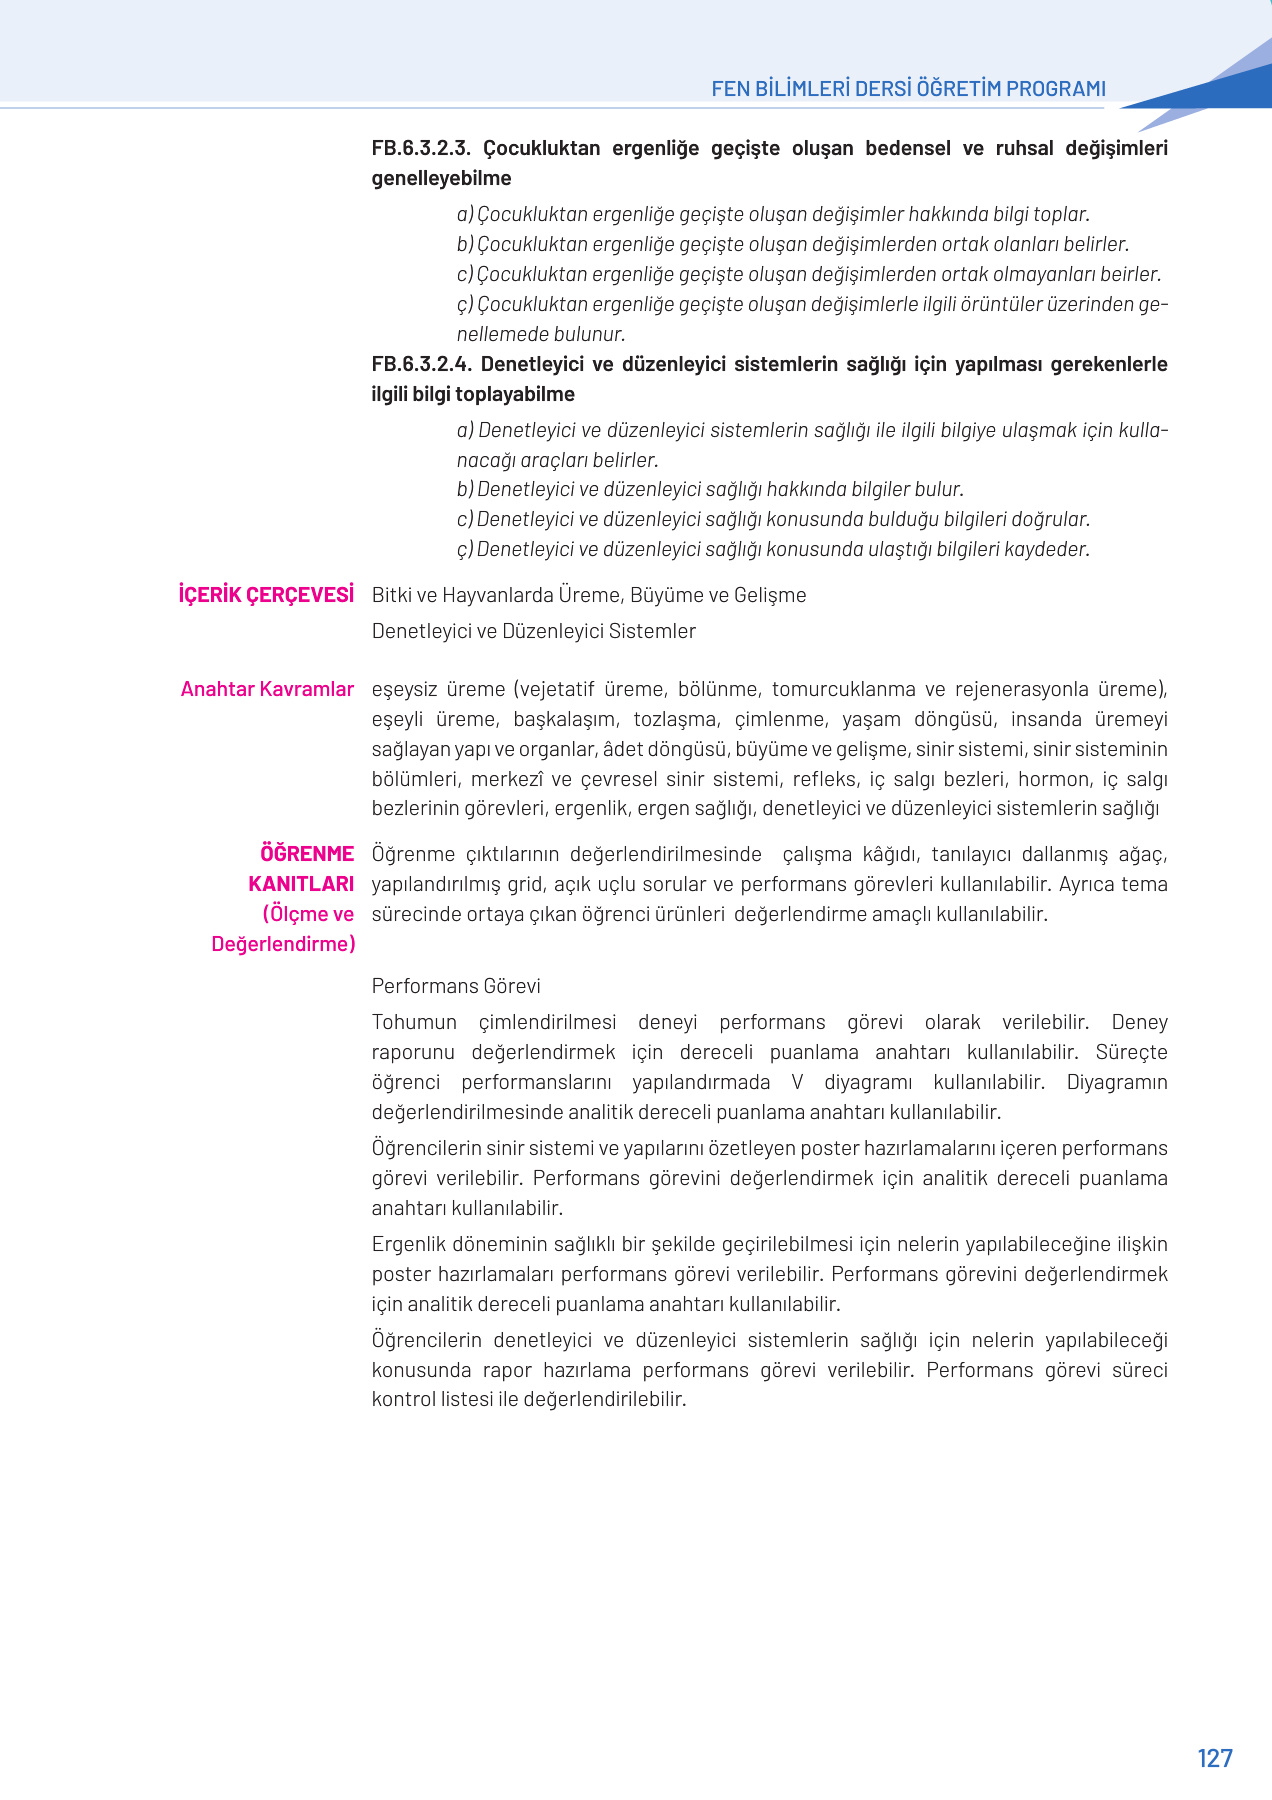 FEN BİLİMLERİ DERSİ ÖĞRETİM PROGRAMI
FB.6.3.2.3. Çocukluktan ergenliğe geçişte oluşan bedensel ve ruhsal değişimleri
genelleyebilme
a) Çocukluktan ergenliğe geçişte oluşan değişimler hakkında bilgi toplar.
b) Çocukluktan ergenliğe geçişte oluşan değişimlerden ortak olanları belirler.
c) Çocukluktan ergenliğe geçişte oluşan değişimlerden ortak olmayanları beirler.
ç) Çocukluktan ergenliğe geçişte oluşan değişimlerle ilgili örüntüler üzerinden ge-
nellemede bulunur.
FB.6.3.2.4. Denetleyici ve düzenleyici sistemlerin sağlığı için yapılması gerekenlerle
ilgili bilgi toplayabilme
a) Denetleyici ve düzenleyici sistemlerin sağlığı ile ilgili bilgiye ulaşmak için kulla-
nacağı araçları belirler.
b) Denetleyici ve düzenleyici sağlığı hakkında bilgiler bulur.
c) Denetleyici ve düzenleyici sağlığı konusunda bulduğu bilgileri doğrular.
ç) Denetleyici ve düzenleyici sağlığı konusunda ulaştığı bilgileri kaydeder.
İÇERİK ÇERÇEVESİ Bitki ve Hayvanlarda Üreme, Büyüme ve Gelişme
Denetleyici ve Düzenleyici Sistemler
Anahtar Kavramlar eşeysiz üreme (vejetatif üreme, bölünme, tomurcuklanma ve rejenerasyonla üreme),
eşeyli üreme, başkalaşım, tozlaşma, çimlenme, yaşam döngüsü, insanda üremeyi
sağlayan yapı ve organlar, âdet döngüsü, büyüme ve gelişme, sinir sistemi, sinir sisteminin
bölümleri, merkezî ve çevresel sinir sistemi, refleks, iç salgı bezleri, hormon, iç salgı
bezlerinin görevleri, ergenlik, ergen sağlığı, denetleyici ve düzenleyici sistemlerin sağlığı
ÖĞRENME Öğrenme çıktılarının değerlendirilmesinde çalışma kâğıdı, tanılayıcı dallanmış ağaç,
KANITLARI yapılandırılmış grid, açık uçlu sorular ve performans görevleri kullanılabilir. Ayrıca tema
(Ölçme ve sürecinde ortaya çıkan öğrenci ürünleri değerlendirme amaçlı kullanılabilir.
Değerlendirme)
Performans Görevi
Tohumun çimlendirilmesi deneyi performans görevi olarak verilebilir. Deney
raporunu değerlendirmek için dereceli puanlama anahtarı kullanılabilir. Süreçte
öğrenci performanslarını yapılandırmada V diyagramı kullanılabilir. Diyagramın
değerlendirilmesinde analitik dereceli puanlama anahtarı kullanılabilir.
Öğrencilerin sinir sistemi ve yapılarını özetleyen poster hazırlamalarını içeren performans
görevi verilebilir. Performans görevini değerlendirmek için analitik dereceli puanlama
anahtarı kullanılabilir.
Ergenlik döneminin sağlıklı bir şekilde geçirilebilmesi için nelerin yapılabileceğine ilişkin
poster hazırlamaları performans görevi verilebilir. Performans görevini değerlendirmek
için analitik dereceli puanlama anahtarı kullanılabilir.
Öğrencilerin denetleyici ve düzenleyici sistemlerin sağlığı için nelerin yapılabileceği
konusunda rapor hazırlama performans görevi verilebilir. Performans görevi süreci
kontrol listesi ile değerlendirilebilir.
127